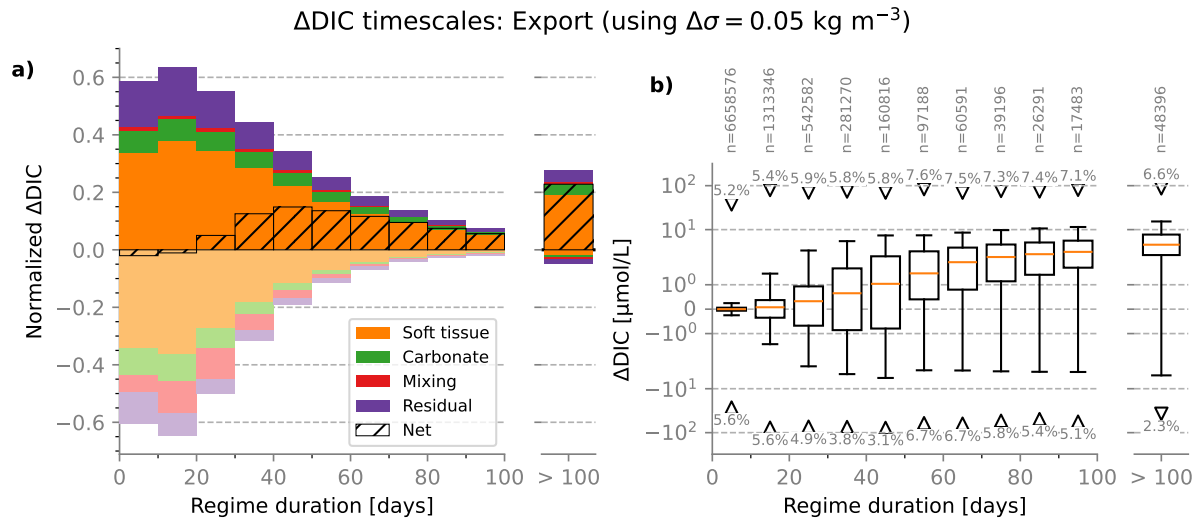 ΔDIC timescales: Export (using Δσ = 0.05 kg m⁻³)
a)
Normalized ΔDIC
0.6
0.4
0.2
0.0
−0.2
−0.4
−0.6
Soft tissue
Carbonate
Mixing
Residual
Net
0 20 40 60 80 100 > 100
Regime duration [days]
b)
n=6658576
n=1313346
n=542582
n=281270
n=160816
n=97188
n=60591
n=39196
n=26291
n=17483
n=48396
ΔDIC [μmol/L]
10²
10¹
10⁰
0
−10⁰
−10¹
−10²
5.2% 5.4% 5.9% 5.8% 5.8% 7.6% 7.5% 7.3% 7.4% 7.1% 6.6%
5.6% 5.6% 4.9% 3.8% 3.1% 6.7% 6.7% 5.8% 5.4% 5.1% 2.3%
0 20 40 60 80 100 > 100
Regime duration [days]